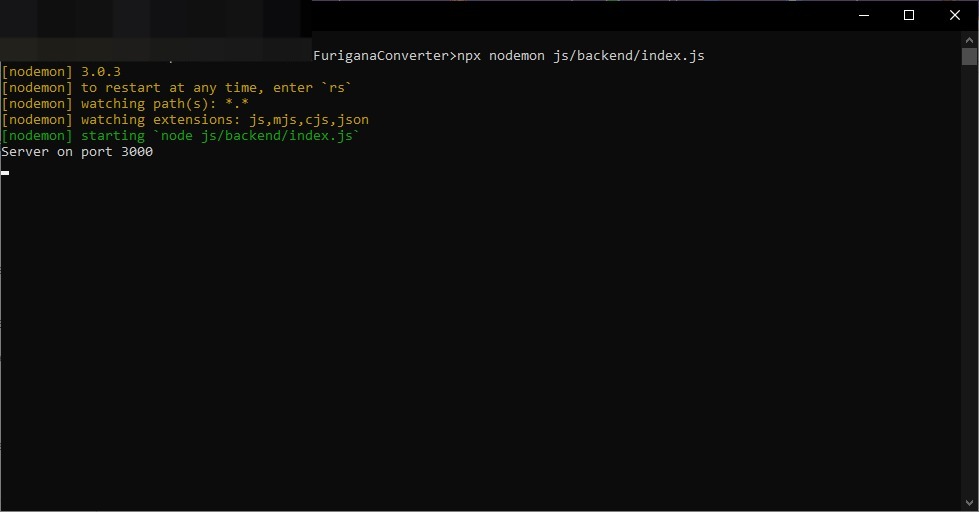 FuriganaConverter>npx nodemon js/backend/index.js
[nodemon] 3.0.3
[nodemon] to restart at any time, enter `rs`
[nodemon] watching path(s): *.*
[nodemon] watching extensions: js,mjs,cjs,json
[nodemon] starting `node js/backend/index.js`
Server on port 3000